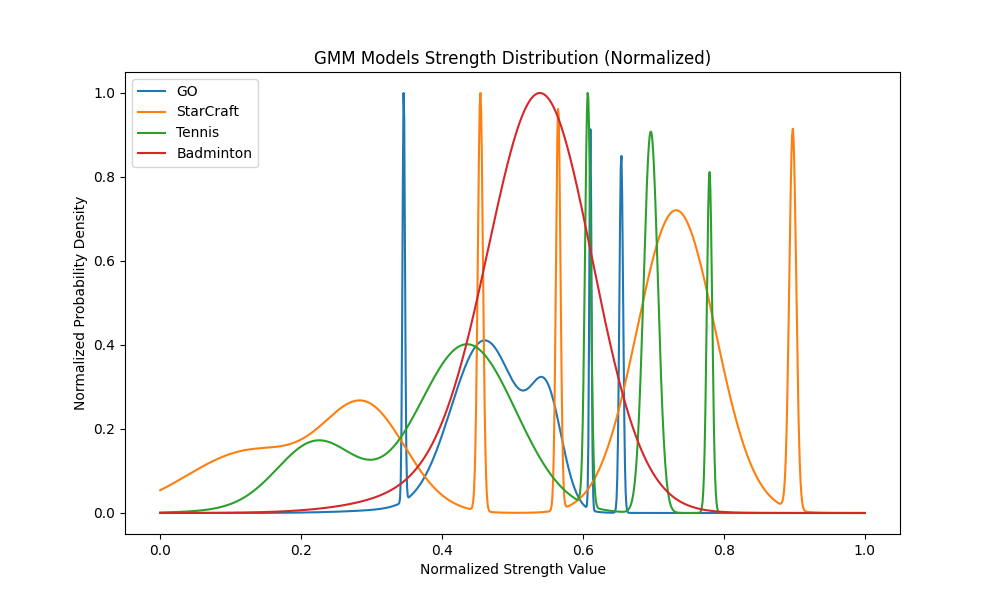 GMM Models Strength Distribution (Normalized)
GO
StarCraft
Tennis
Badminton
Normalized Probability Density
1.0
0.8
0.6
0.4
0.2
0.0
0.0 0.2 0.4 0.6 0.8 1.0
Normalized Strength Value